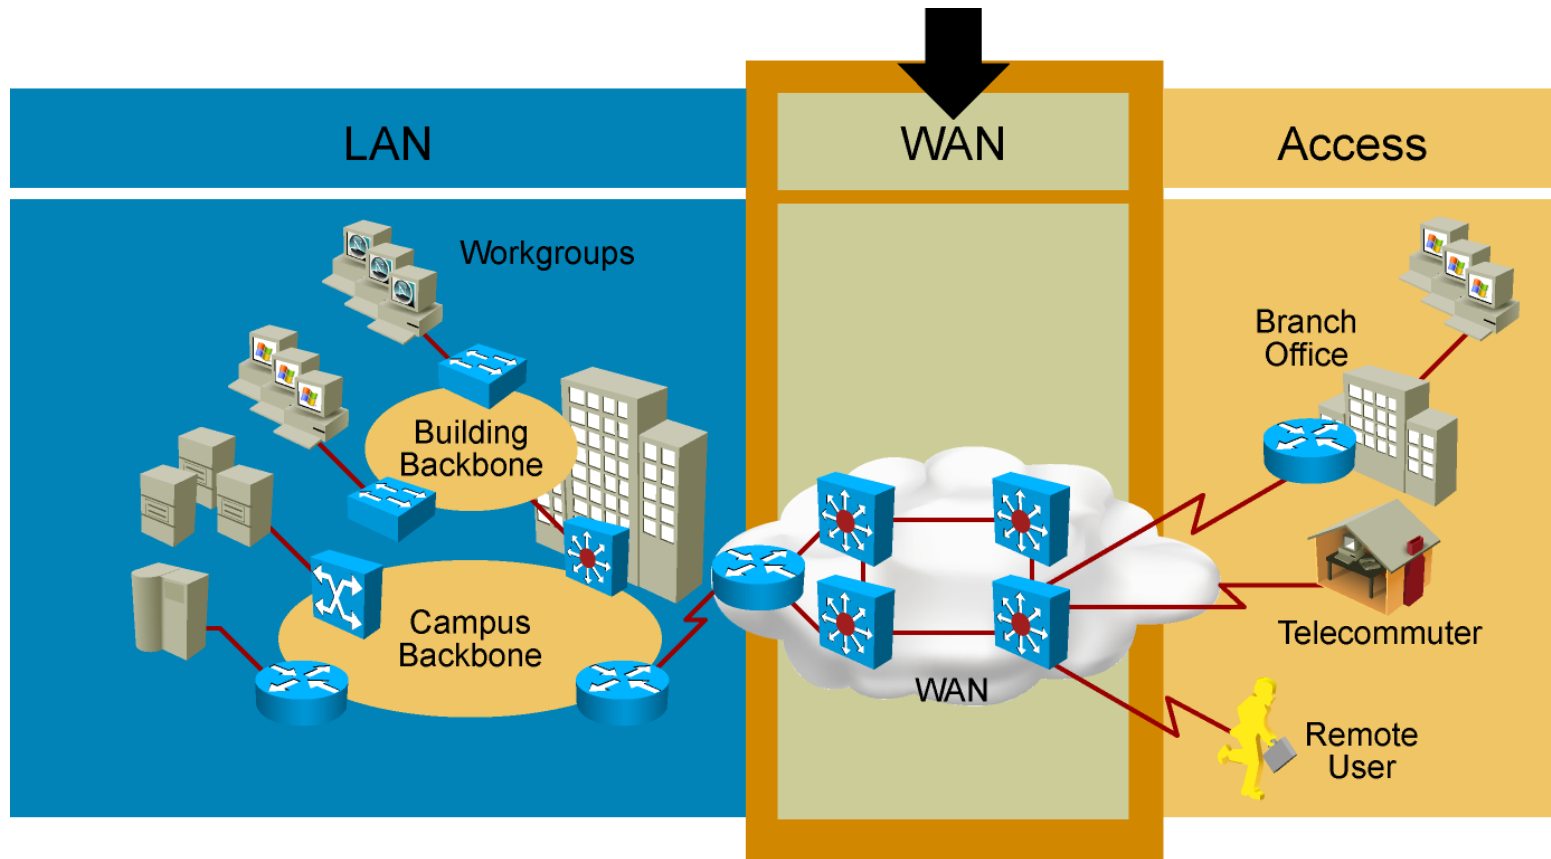 LAN
WAN
Access
Workgroups
Building
Backbone
Campus
Backbone
WAN
Branch
Office
Telecommuter
Remote
User